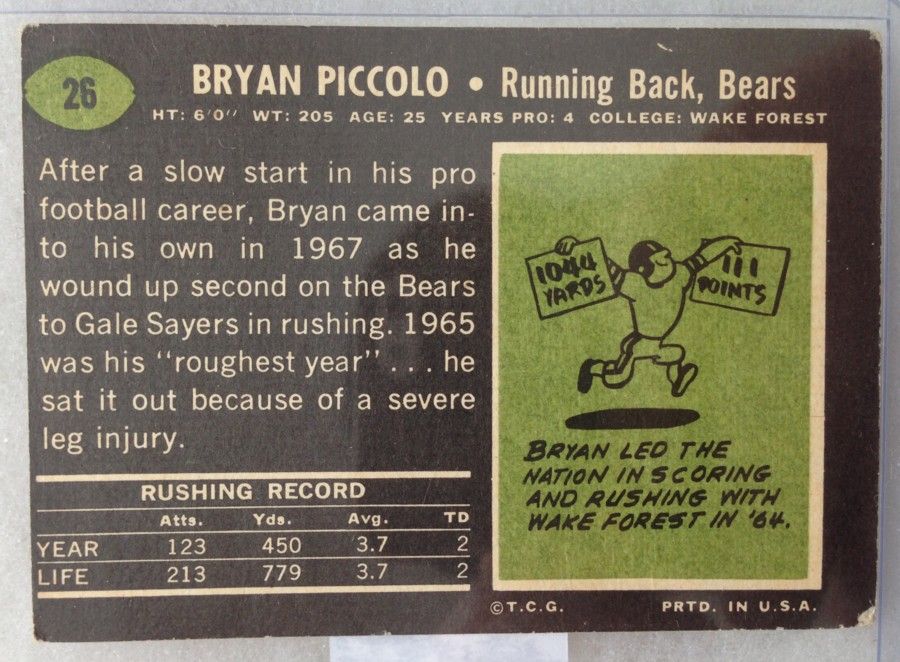 26
BRYAN PICCOLO • Running Back, Bears
HT: 6'0" WT: 205 AGE: 25 YEARS PRO: 4 COLLEGE: WAKE FOREST
After a slow start in his pro
football career, Bryan came in-
to his own in 1967 as he
wound up second on the Bears
to Gale Sayers in rushing. 1965
was his "roughest year" . . . he
sat it out because of a severe
leg injury.
RUSHING RECORD
Atts. Yds. Avg. TD
YEAR 123 450 3.7 2
LIFE 213 779 3.7 2
1044
YARDS
111
POINTS
BRYAN LED THE
NATION IN SCORING
AND RUSHING WITH
WAKE FOREST IN '64.
© T.C.G. PRTD. IN U.S.A.